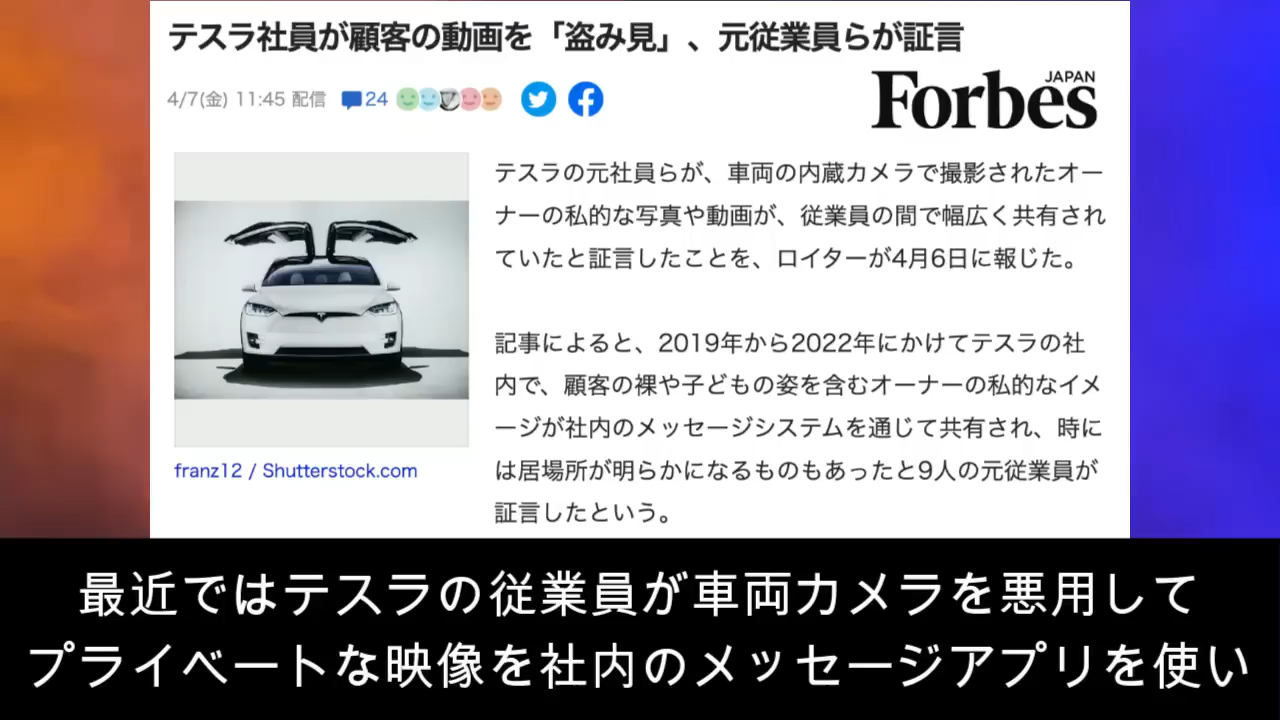 テスラ社員が顧客の動画を「盗み見」、元従業員らが証言
4/7(金) 11:45 配信 24
Forbes JAPAN
テスラの元社員らが、車両の内蔵カメラで撮影されたオー
ナーの私的な写真や動画が、従業員の間で幅広く共有され
ていたと証言したことを、ロイターが4月6日に報じた。
記事によると、2019年から2022年にかけてテスラの社
内で、顧客の裸や子どもの姿を含むオーナーの私的なイメ
ージが社内のメッセージシステムを通じて共有され、時に
は居場所が明らかになるものもあったと9人の元従業員が
証言したという。
franz12 / Shutterstock.com
最近ではテスラの従業員が車両カメラを悪用して
プライベートな映像を社内のメッセージアプリを使い